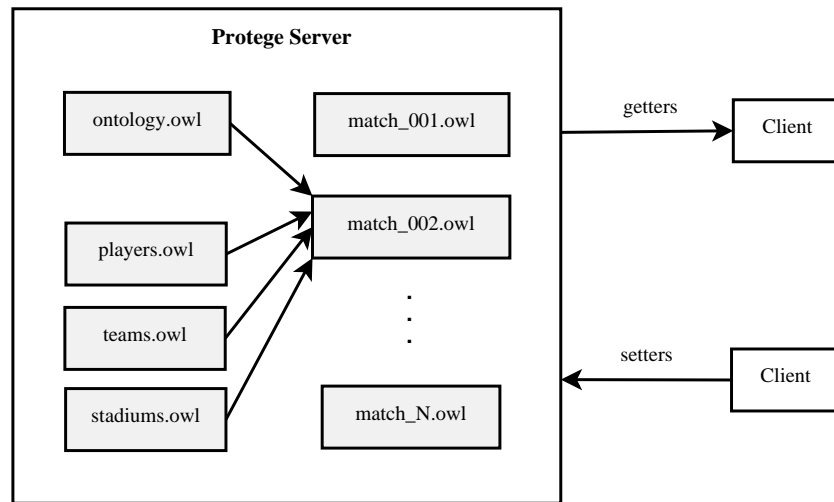 Protege Server
ontology.owl
match_001.owl
getters
Client
players.owl
match_002.owl
teams.owl
.
.
.
setters
Client
stadiums.owl
match_N.owl